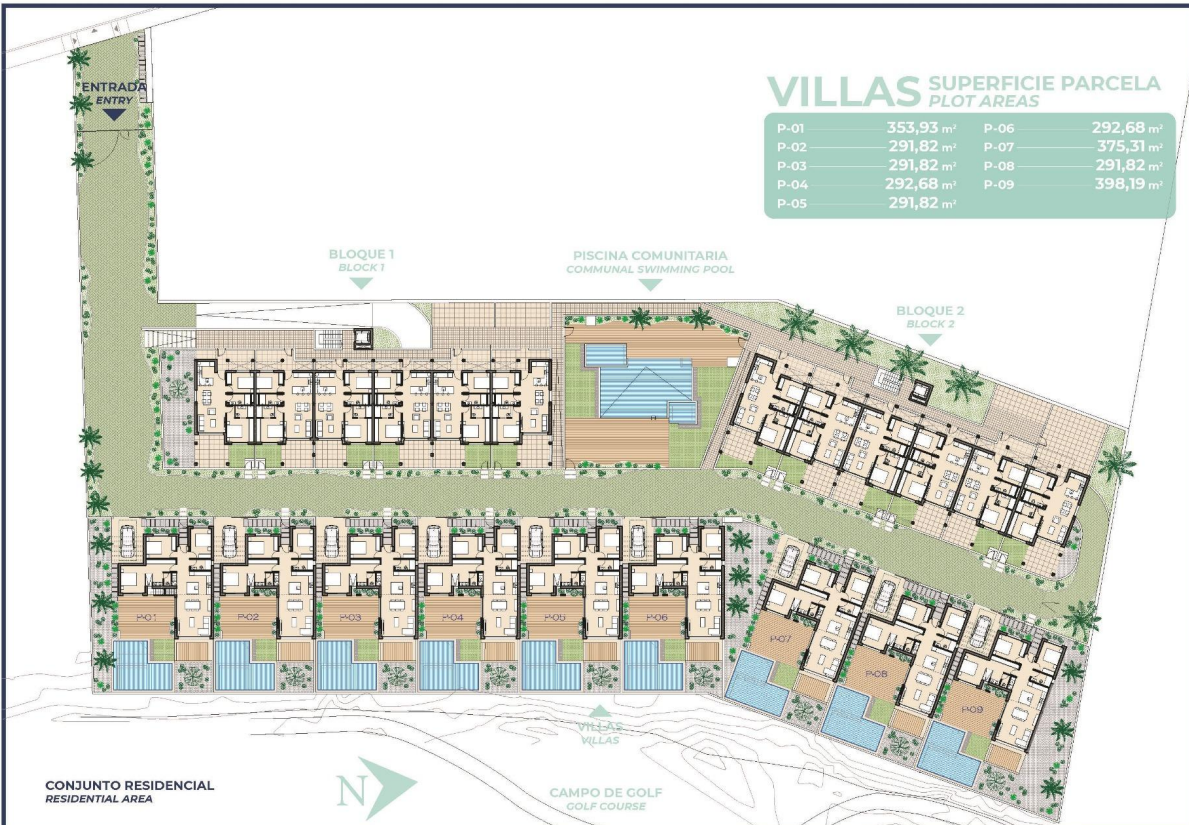 ENTRADA
ENTRY
VILLAS SUPERFICIE PARCELA
PLOT AREAS
P-01 353,93 m² P-06 292,68 m²
P-02 291,82 m² P-07 375,31 m²
P-03 291,82 m² P-08 291,82 m²
P-04 292,68 m² P-09 398,19 m²
P-05 291,82 m²
BLOQUE 1
BLOCK 1
PISCINA COMUNITARIA
COMMUNAL SWIMMING POOL
BLOQUE 2
BLOCK 2
P-01 P-02 P-03 P-04 P-05 P-06
P-07
P-08
P-09
VILLAS
VILLAS
CONJUNTO RESIDENCIAL
RESIDENTIAL AREA
N
CAMPO DE GOLF
GOLF COURSE